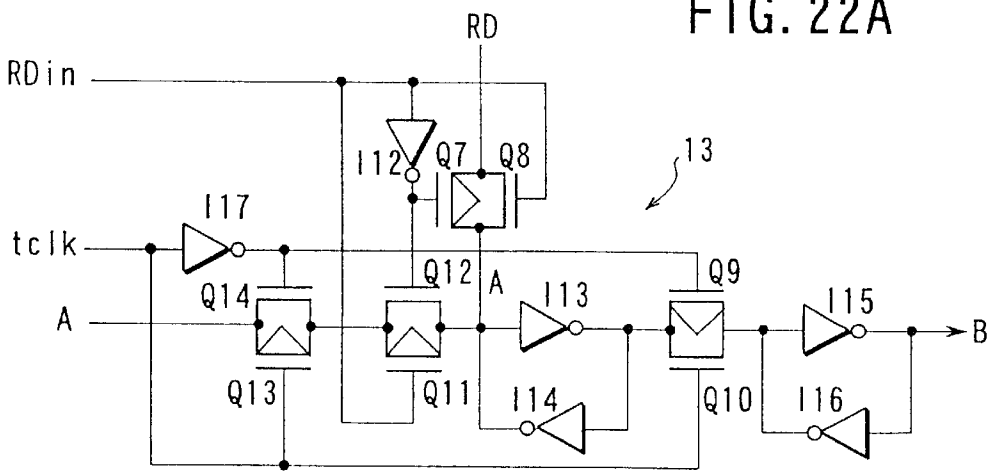 FIG. 22A
RD
RDin
I12
Q7
Q8
13
I17
tclk
Q12
A
I13
Q9
I15
Q14
A
B
Q13
Q11
I14
Q10
I16